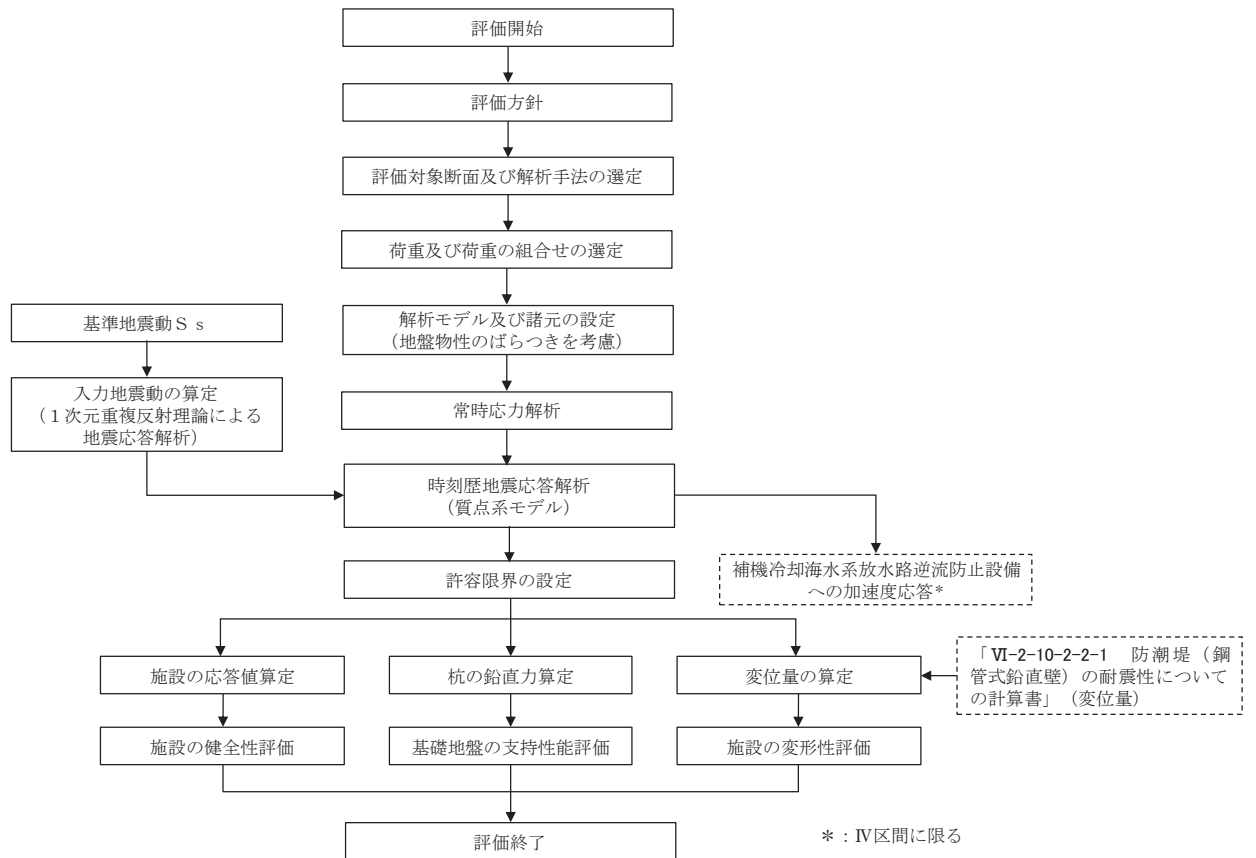 評価開始
評価方針
評価対象断面及び解析手法の選定
荷重及び荷重の組合せの選定
基準地震動Ｓｓ
解析モデル及び諸元の設定
（地盤物性のばらつきを考慮）
入力地震動の算定
（１次元重複反射理論による
地震応答解析）
常時応力解析
時刻歴地震応答解析
（質点系モデル）
補機冷却海水系放水路逆流防止設備
への加速度応答*
許容限界の設定
施設の応答値算定
杭の鉛直力算定
変位量の算定
「Ⅵ-2-10-2-2-1　防潮堤（鋼
管式鉛直壁）の耐震性について
の計算書」（変位量）
施設の健全性評価
基礎地盤の支持性能評価
施設の変形性評価
評価終了
＊：Ⅳ区間に限る